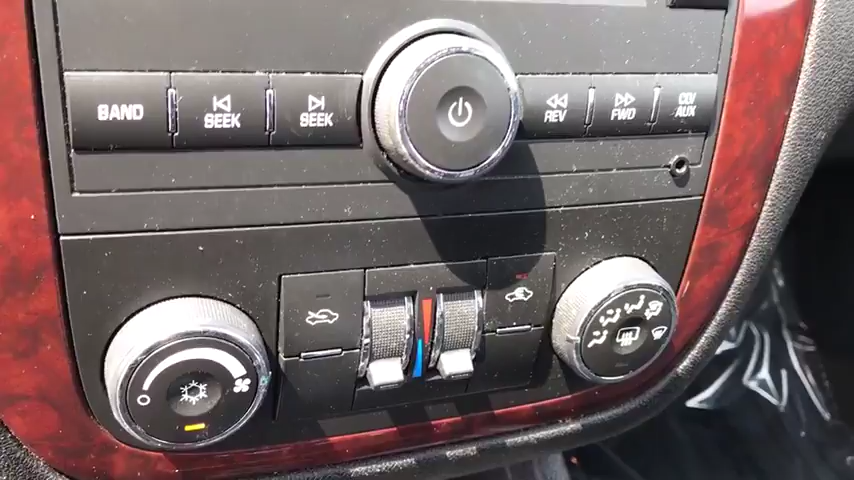 BAND
SEEK
SEEK
REV
FWD
CD/
AUX